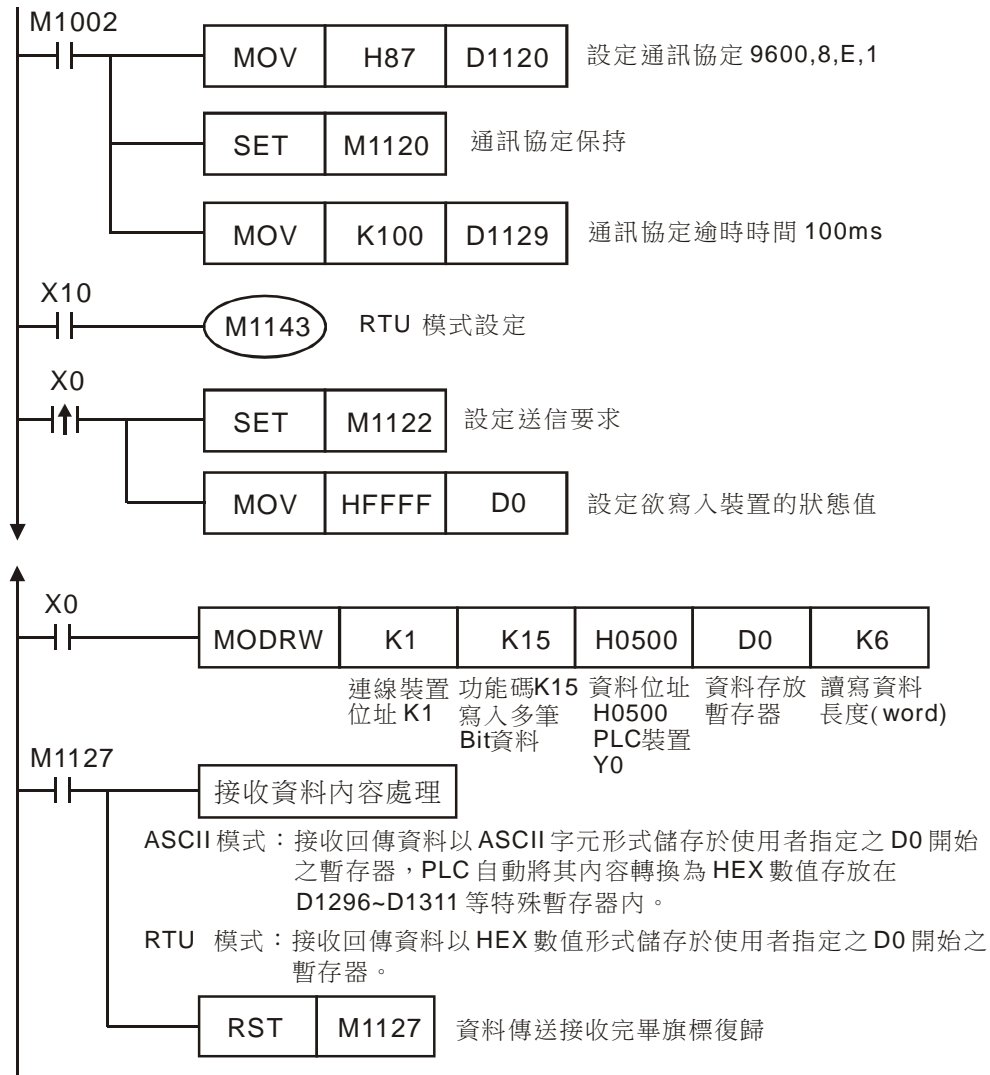 M1002
MOV H87 D1120 設定通訊協定 9600,8,E,1
SET M1120 通訊協定保持
MOV K100 D1129 通訊協定逾時時間 100ms
X10
M1143 RTU 模式設定
X0
SET M1122 設定送信要求
MOV HFFFF D0 設定欲寫入裝置的狀態值
X0
MODRW K1 K15 H0500 D0 K6
連線裝置 功能碼K15 資料位址 資料存放 讀寫資料
位址 K1 寫入多筆 H0500 暫存器 長度(word)
Bit資料 PLC裝置
Y0
M1127
接收資料內容處理
ASCII 模式：接收回傳資料以 ASCII 字元形式儲存於使用者指定之 D0 開始
之暫存器，PLC 自動將其內容轉換為 HEX 數值存放在
D1296~D1311 等特殊暫存器內。
RTU 模式：接收回傳資料以 HEX 數值形式儲存於使用者指定之 D0 開始之
暫存器。
RST M1127 資料傳送接收完畢旗標復歸